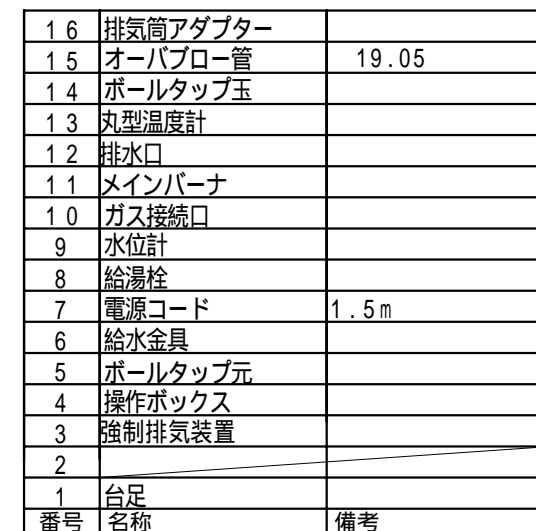 16 排気筒アダプター
15 オーバブロー管 19.05
14 ボールタップ玉
13 丸型温度計
12 排水口
11 メインバーナ
10 ガス接続口
9 水位計
8 給湯栓
7 電源コード 1.5m
6 給水金具
5 ボールタップ元
4 操作ボックス
3 強制排気装置
2
1 台足
番号 名称 備考